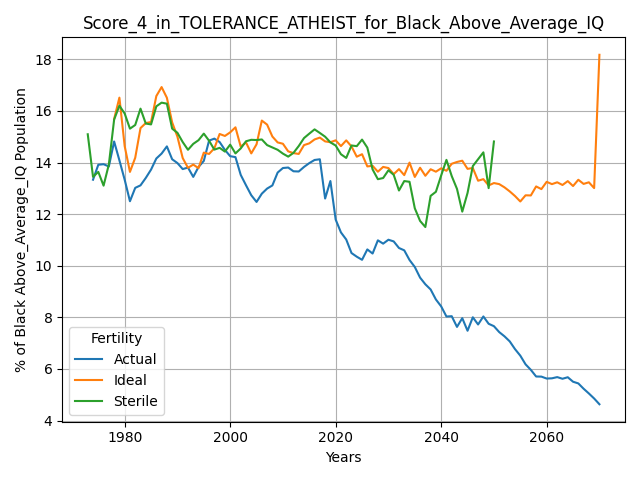 Score_4_in_TOLERANCE_ATHEIST_for_Black_Above_Average_IQ
% of Black Above_Average_IQ Population
18
16
14
12
10
8
6
4
Fertility
Actual
Ideal
Sterile
1980 2000 2020 2040 2060
Years